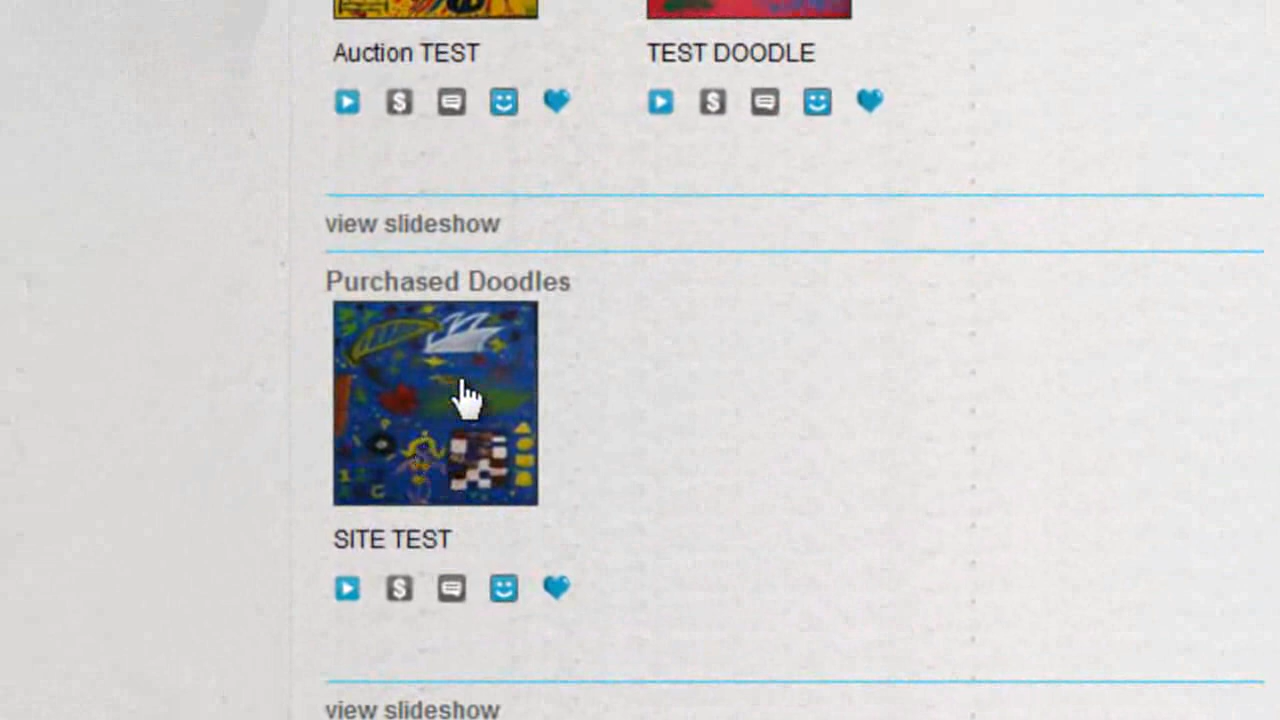 Auction TEST
TEST DOODLE
view slideshow
Purchased Doodles
SITE TEST
view slideshow